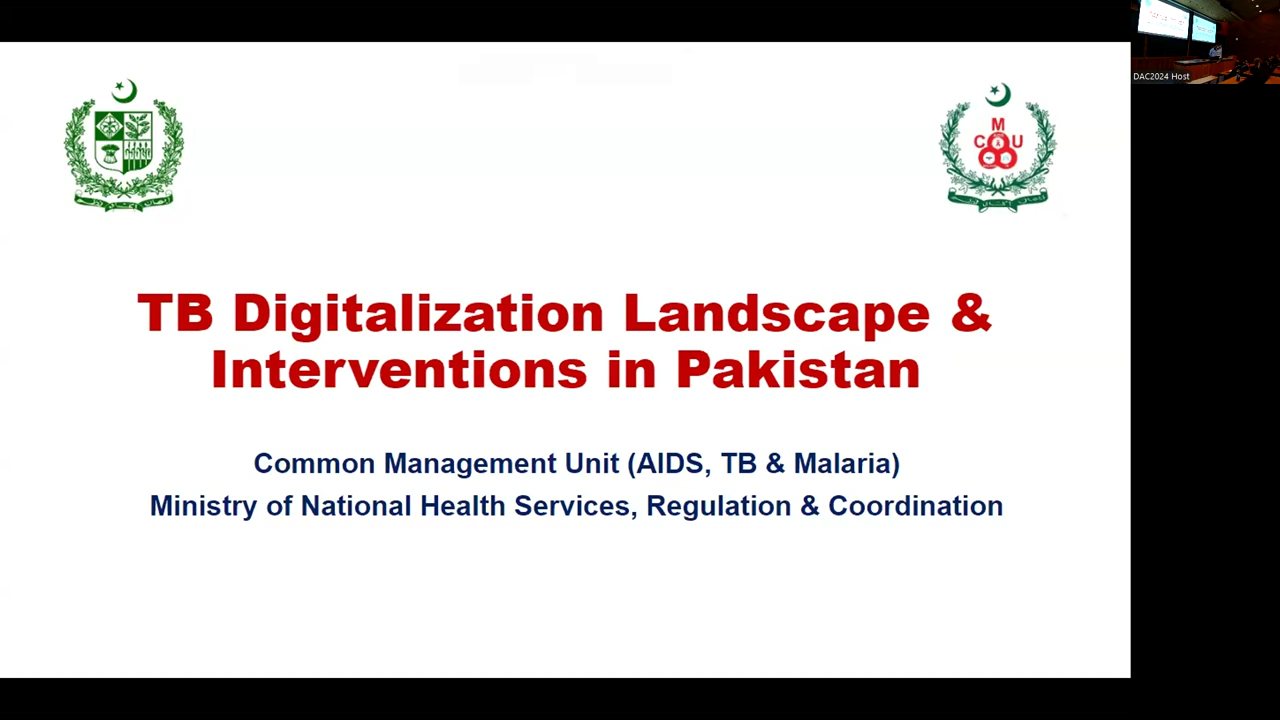 DAC2024 Host
M
C U
TB Digitalization Landscape &
Interventions in Pakistan
Common Management Unit (AIDS, TB & Malaria)
Ministry of National Health Services, Regulation & Coordination